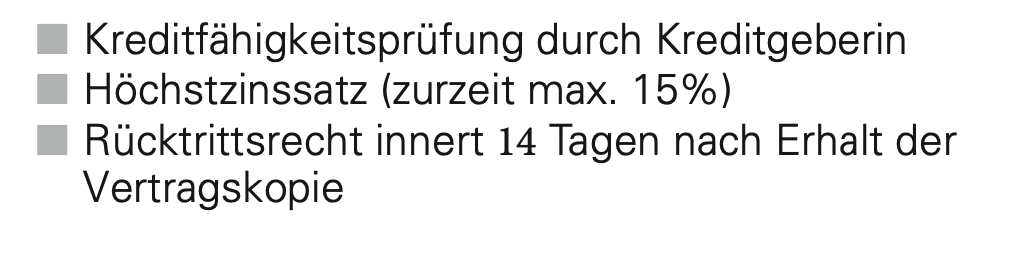 Kreditfähigkeitsprüfung durch Kreditgeberin
Höchstzinssatz (zurzeit max. 15%)
Rücktrittsrecht innert 14 Tagen nach Erhalt der
Vertragskopie